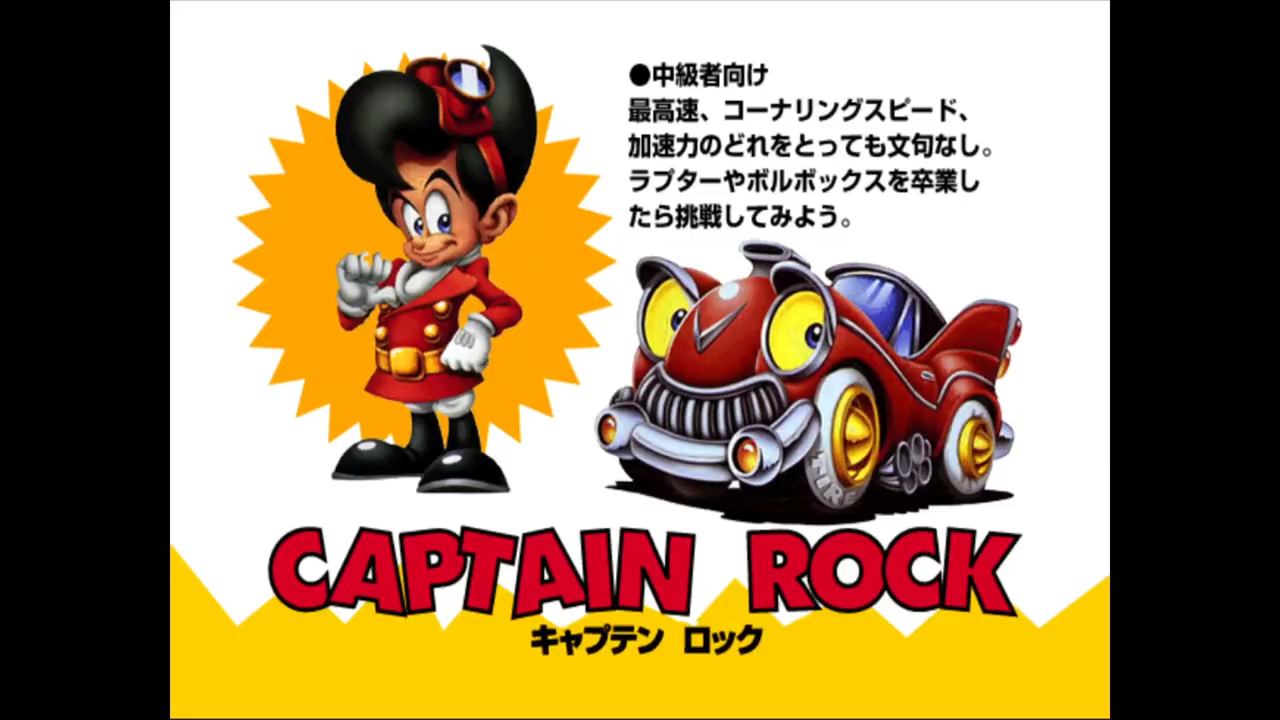 ●中級者向け
最高速、コーナリングスピード、
加速力のどれをとっても文句なし。
ラプターやボルボックスを卒業し
たら挑戦してみよう。
TIRE
CAPTAIN ROCK
キャプテン ロック